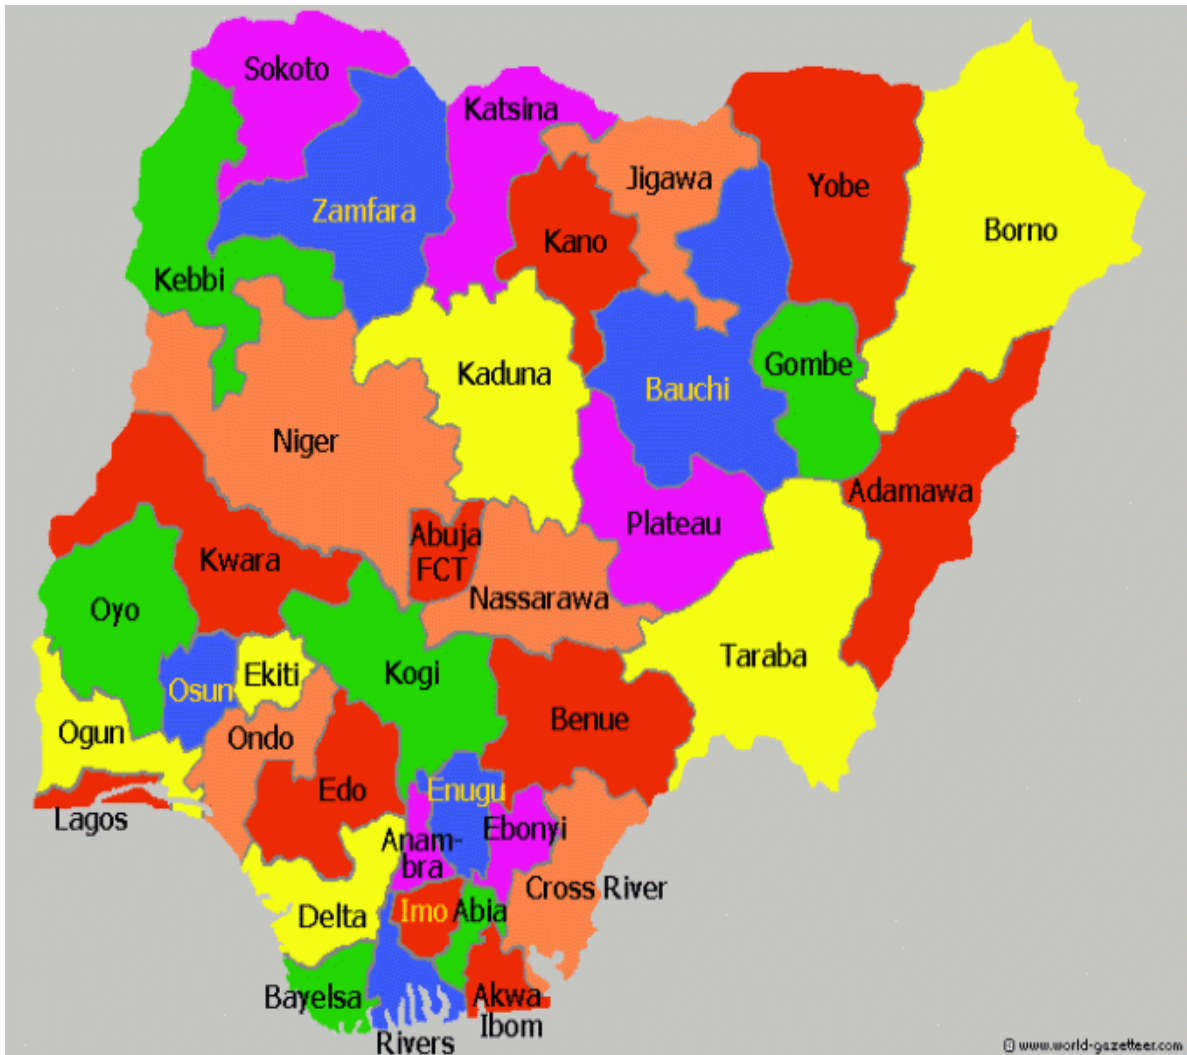 Sokoto
Katsina
Jigawa
Yobe
Zamfara
Kano
Borno
Kebbi
Kaduna
Gombe
Bauchi
Niger
Adamawa
Abuja
FCT
Plateau
Kwara
Nassarawa
Oyo
Taraba
Osun
Ekiti
Kogi
Benue
Ogun
Ondo
Edo
Enugu
Lagos
Ebonyi
Anam-
bra
Cross River
Delta
Imo
Abia
Bayelsa
Akwa
Ibom
Rivers
© www.world-gazetteer.com